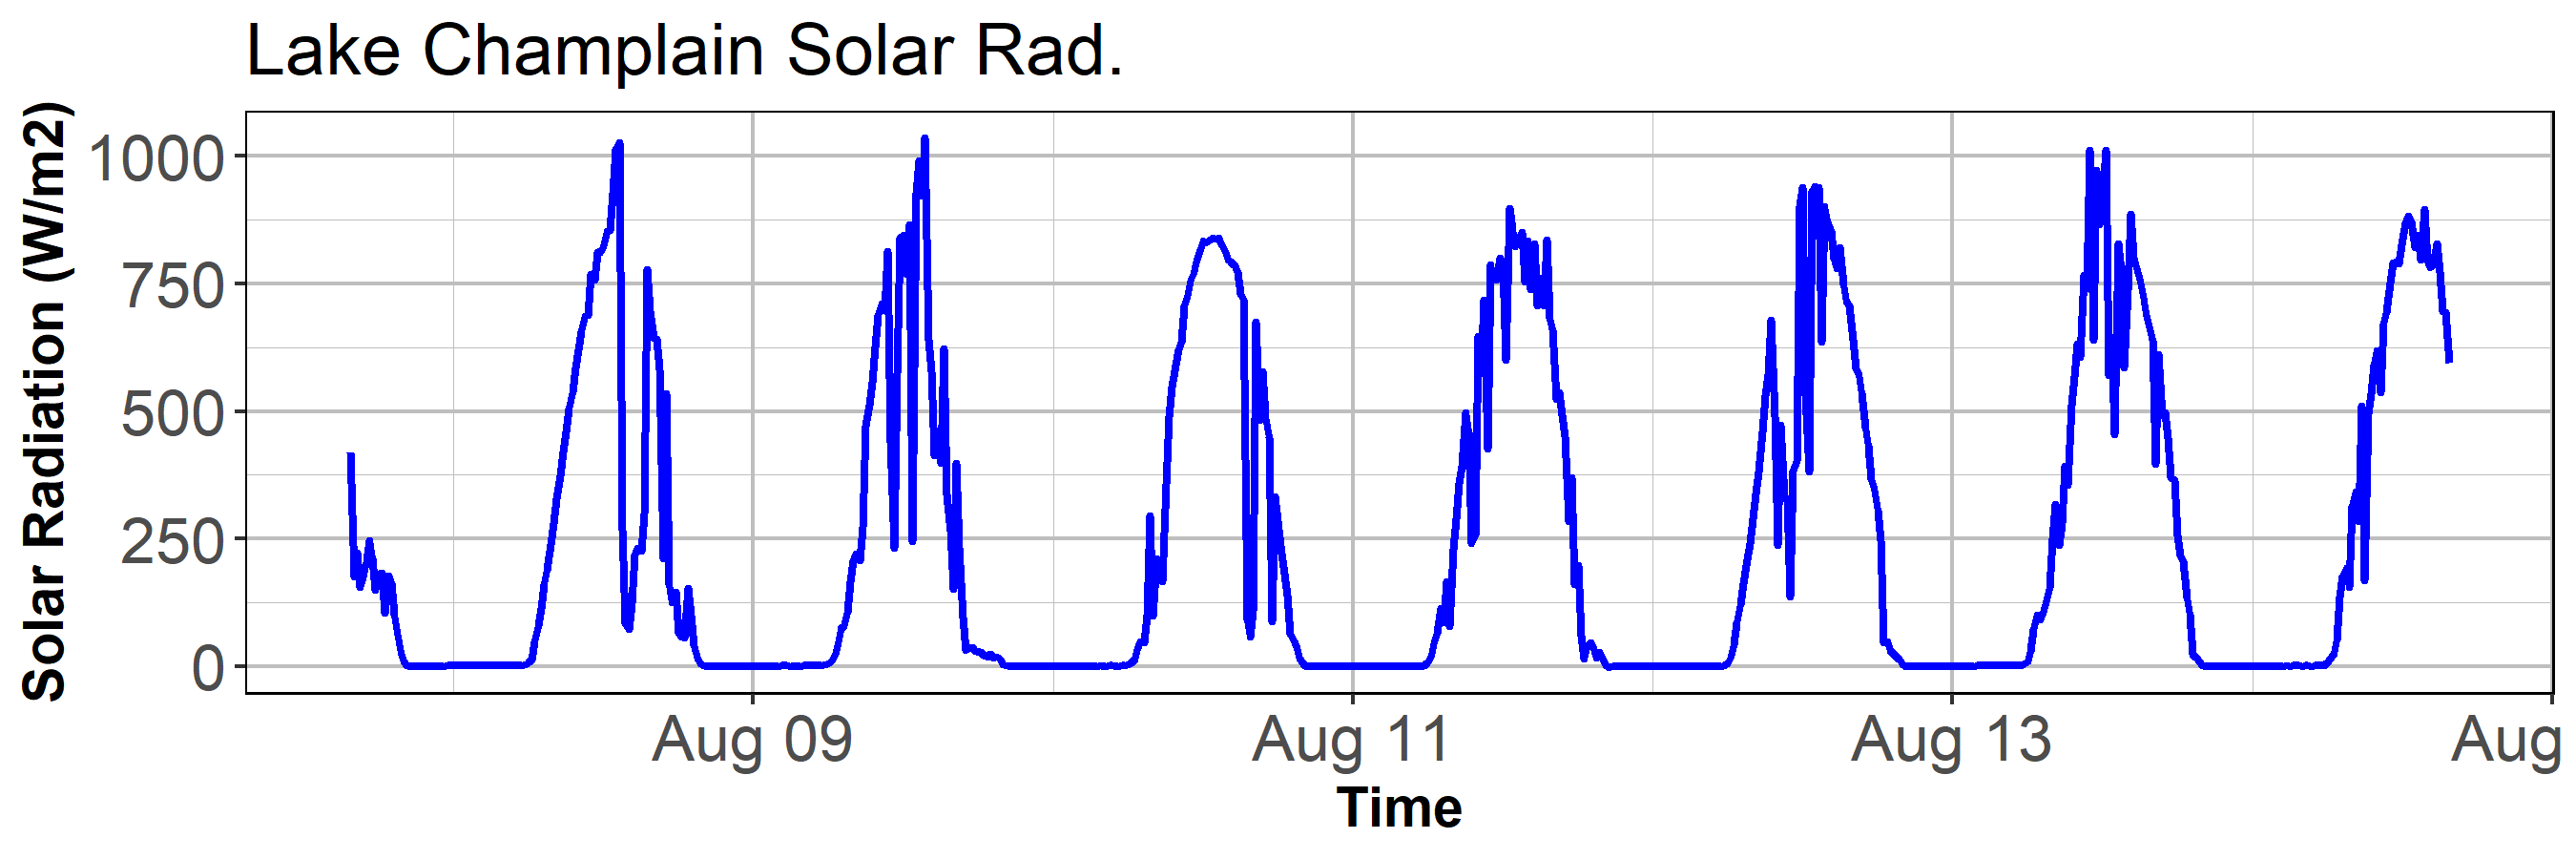 Lake Champlain Solar Rad.
Solar Radiation (W/m2)
1000
750
500
250
0
Aug 09
Aug 11
Aug 13
Aug
Time